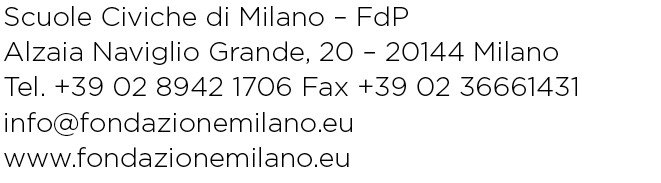 Scuole Civiche di Milano – FdP
Alzaia Naviglio Grande, 20 – 20144 Milano
Tel. +39 02 8942 1706 Fax +39 02 36661431
info@fondazionemilano.eu
www.fondazionemilano.eu